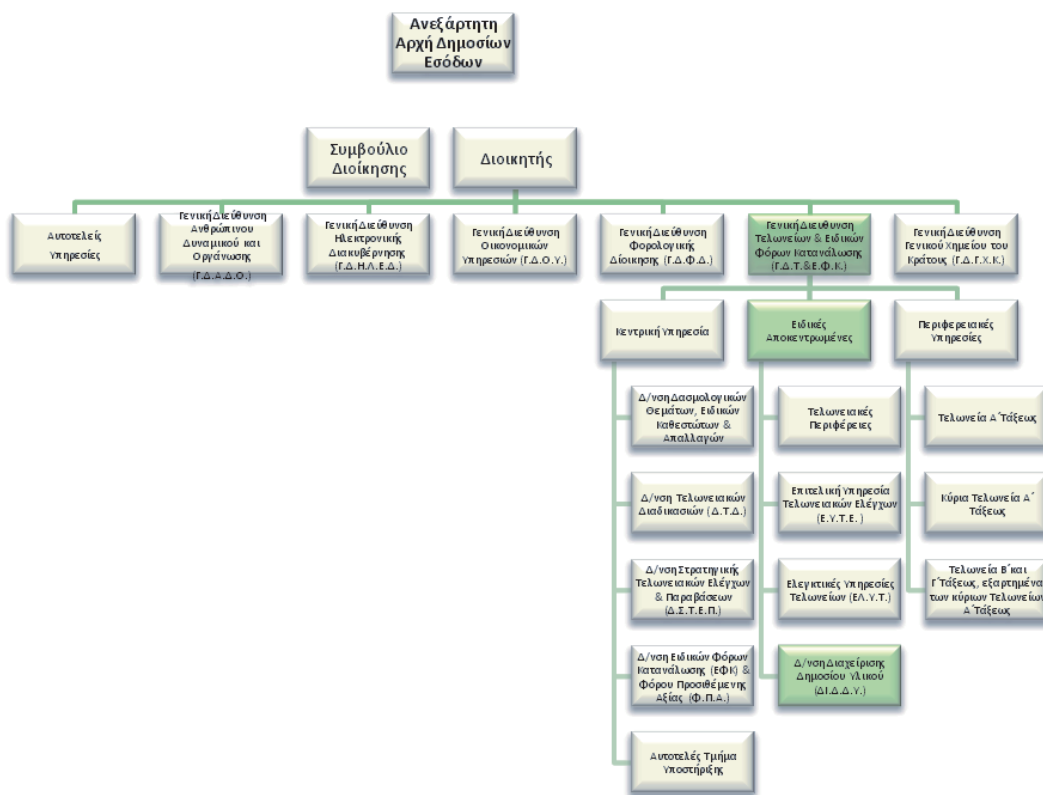 Ανεξάρτητη
Αρχή Δημοσίων
Εσόδων
Συμβούλιο
Διοίκησης
Διοικητής
Αυτοτελείς
Υπηρεσίες
Γενική Διεύθυνση
Ανθρώπινου
Δυναμικού και
Οργάνωσης
(Γ.Δ.Α.Δ.Ο.)
Γενική Διεύθυνση
Ηλεκτρονικής
Διακυβέρνησης
(Γ.Δ.Η.Λ.Ε.Δ.)
Γενική Διεύθυνση
Οικονομικών
Υπηρεσιών (Γ.Δ.Ο.Υ.)
Γενική Διεύθυνση
Φορολογικής
Διοίκησης (Γ.Δ.Φ.Δ.)
Γενική Διεύθυνση
Τελωνείων & Ειδικών
Φόρων Κατανάλωσης
(Γ.Δ.Τ.&Ε.Φ.Κ.)
Γενική Διεύθυνση
Γενικού Χημείου του
Κράτους (Γ.Δ.Γ.Χ.Κ.)
Κεντρική Υπηρεσία
Ειδικές
Αποκεντρωμένες
Περιφερειακές
Υπηρεσίες
Δ/νση Δασμολογικών
Θεμάτων, Ειδικών
Καθεστώτων &
Απαλλαγών
Τελωνειακές
Περιφέρειες
Τελωνεία Α΄Τάξεως
Δ/νση Τελωνειακών
Διαδικασιών (Δ.Τ.Δ.)
Επιτελική Υπηρεσία
Τελωνειακών Ελέγχων
(Ε.Υ.Τ.Ε. )
Κύρια Τελωνεία Α΄
Τάξεως
Δ/νση Στρατηγικής
Τελωνειακών Ελέγχων
& Παραβάσεων
(Δ.Σ.Τ.Ε.Π.)
Ελεγκτικές Υπηρεσίες
Τελωνείων (ΕΛ.Υ.Τ.)
Τελωνεία Β΄και
Γ΄Τάξεως, εξαρτημένα
των κύριων Τελωνείων
Α΄Τάξεως
Δ/νση Ειδικών Φόρων
Κατανάλωσης (ΕΦΚ) &
Φόρου Προσιθέμενης
Αξίας (Φ.Π.Α.)
Δ/νση Διαχείρισης
Δημοσίου Υλικού
(ΔΙ.Δ.Δ.Υ.)
Αυτοτελές Τμήμα
Υποστήριξης